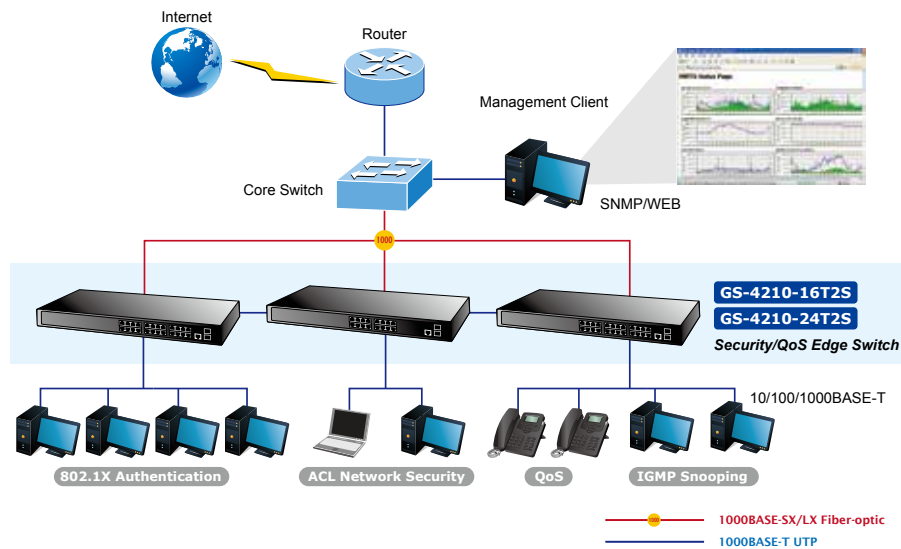 Internet
Router
Management Client
Core Switch
SNMP/WEB
1000
GS-4210-16T2S
GS-4210-24T2S
Security/QoS Edge Switch
10/100/1000BASE-T
802.1X Authentication
ACL Network Security
QoS
IGMP Snooping
1000
1000BASE-SX/LX Fiber-optic
1000BASE-T UTP